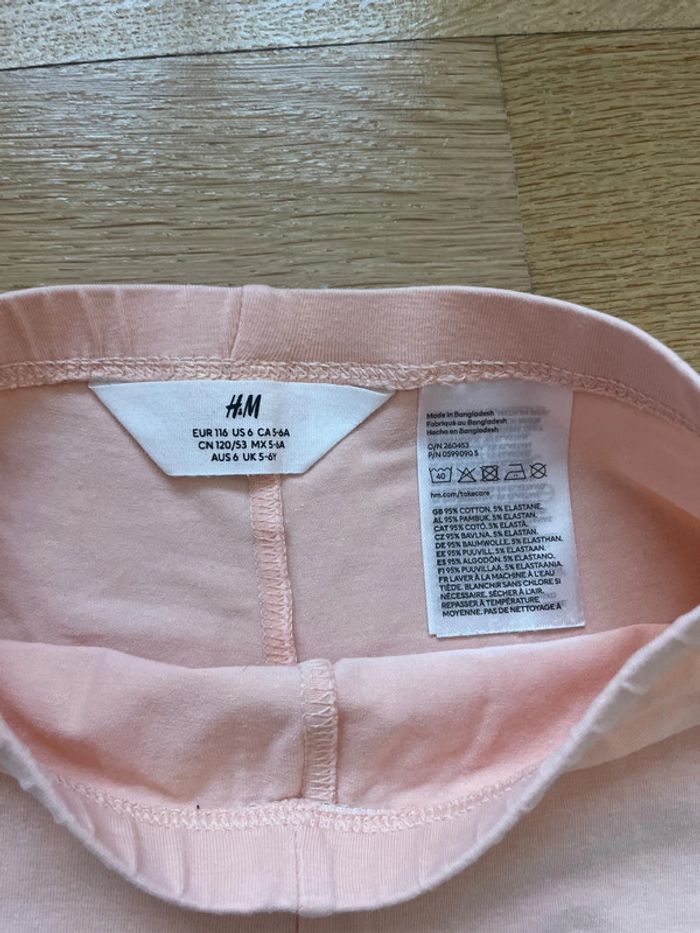 H&M
EUR 116 US 6 CA 5-6A
CN 120/53 MX 5-6A
AUS 6 UK 5-6Y
Made in Bangladesh
Fabriqué au Bangladesh
Hecho en Bangladesh
O/N 260453
P/N 0599090 5
40
hm.com/takecare
GB 95% COTTON, 5% ELASTANE.
AL 95% PAMBUK, 5% ELASTAN.
CAT 95% COTÓ, 5% ELASTÀ.
CZ 95% BAVLNA, 5% ELASTAN.
DE 95% BAUMWOLLE, 5% ELASTHAN.
EE 95% PUUVILL, 5% ELASTAAN.
ES 95% ALGODÓN, 5% ELASTANO.
FI 95% PUUVILLAA, 5% ELASTAANIA.
FR LAVER À LA MACHINE À L'EAU
TIÈDE. BLANCHIR SANS CHLORE SI
NÉCESSAIRE. SÉCHER À L'AIR.
REPASSER À TEMPÉRATURE
MOYENNE. PAS DE NETTOYAGE À